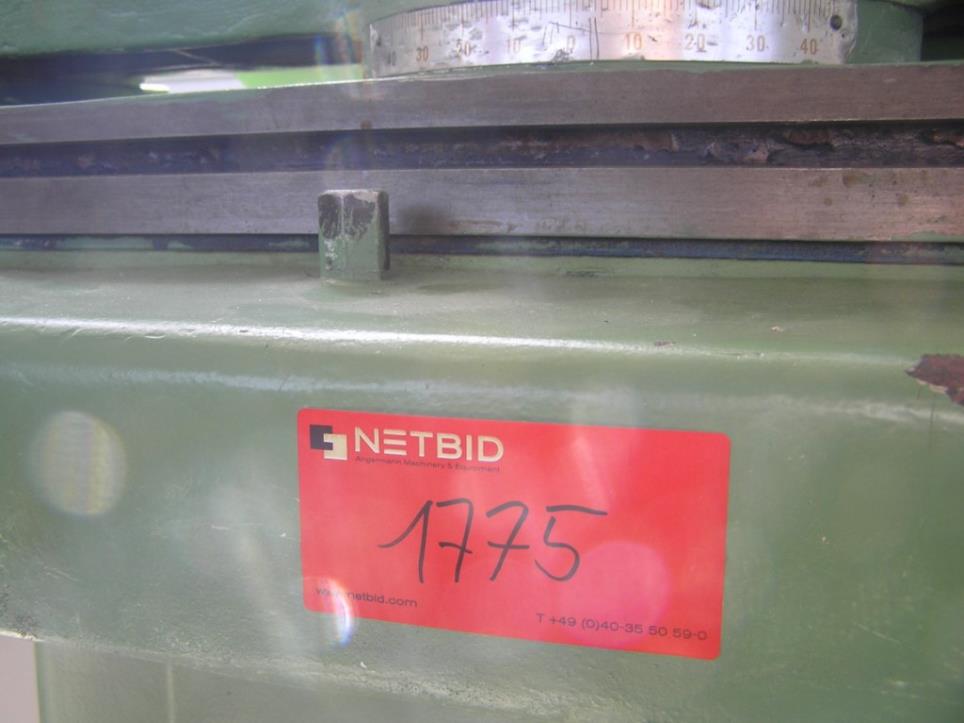 30 20 10 0 10 20 30 40
NETBID
Angermann Machinery & Equipment
1775
www.netbid.com
T +49 (0)40-35 50 59-0